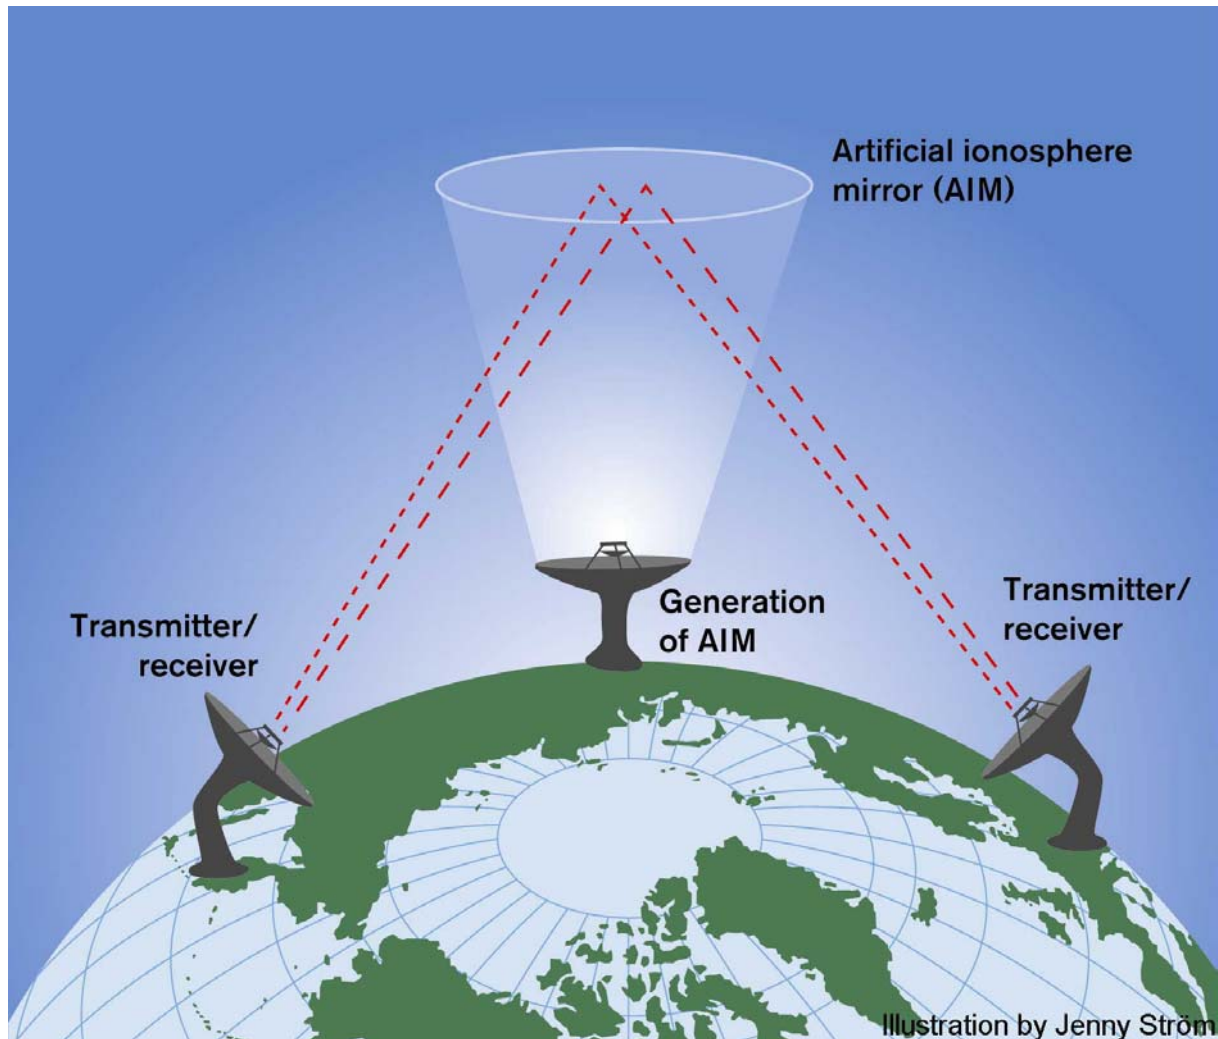 Artificial ionosphere
mirror (AIM)
Generation
of AIM
Transmitter/
receiver
Transmitter/
receiver
Illustration by Jenny Ström